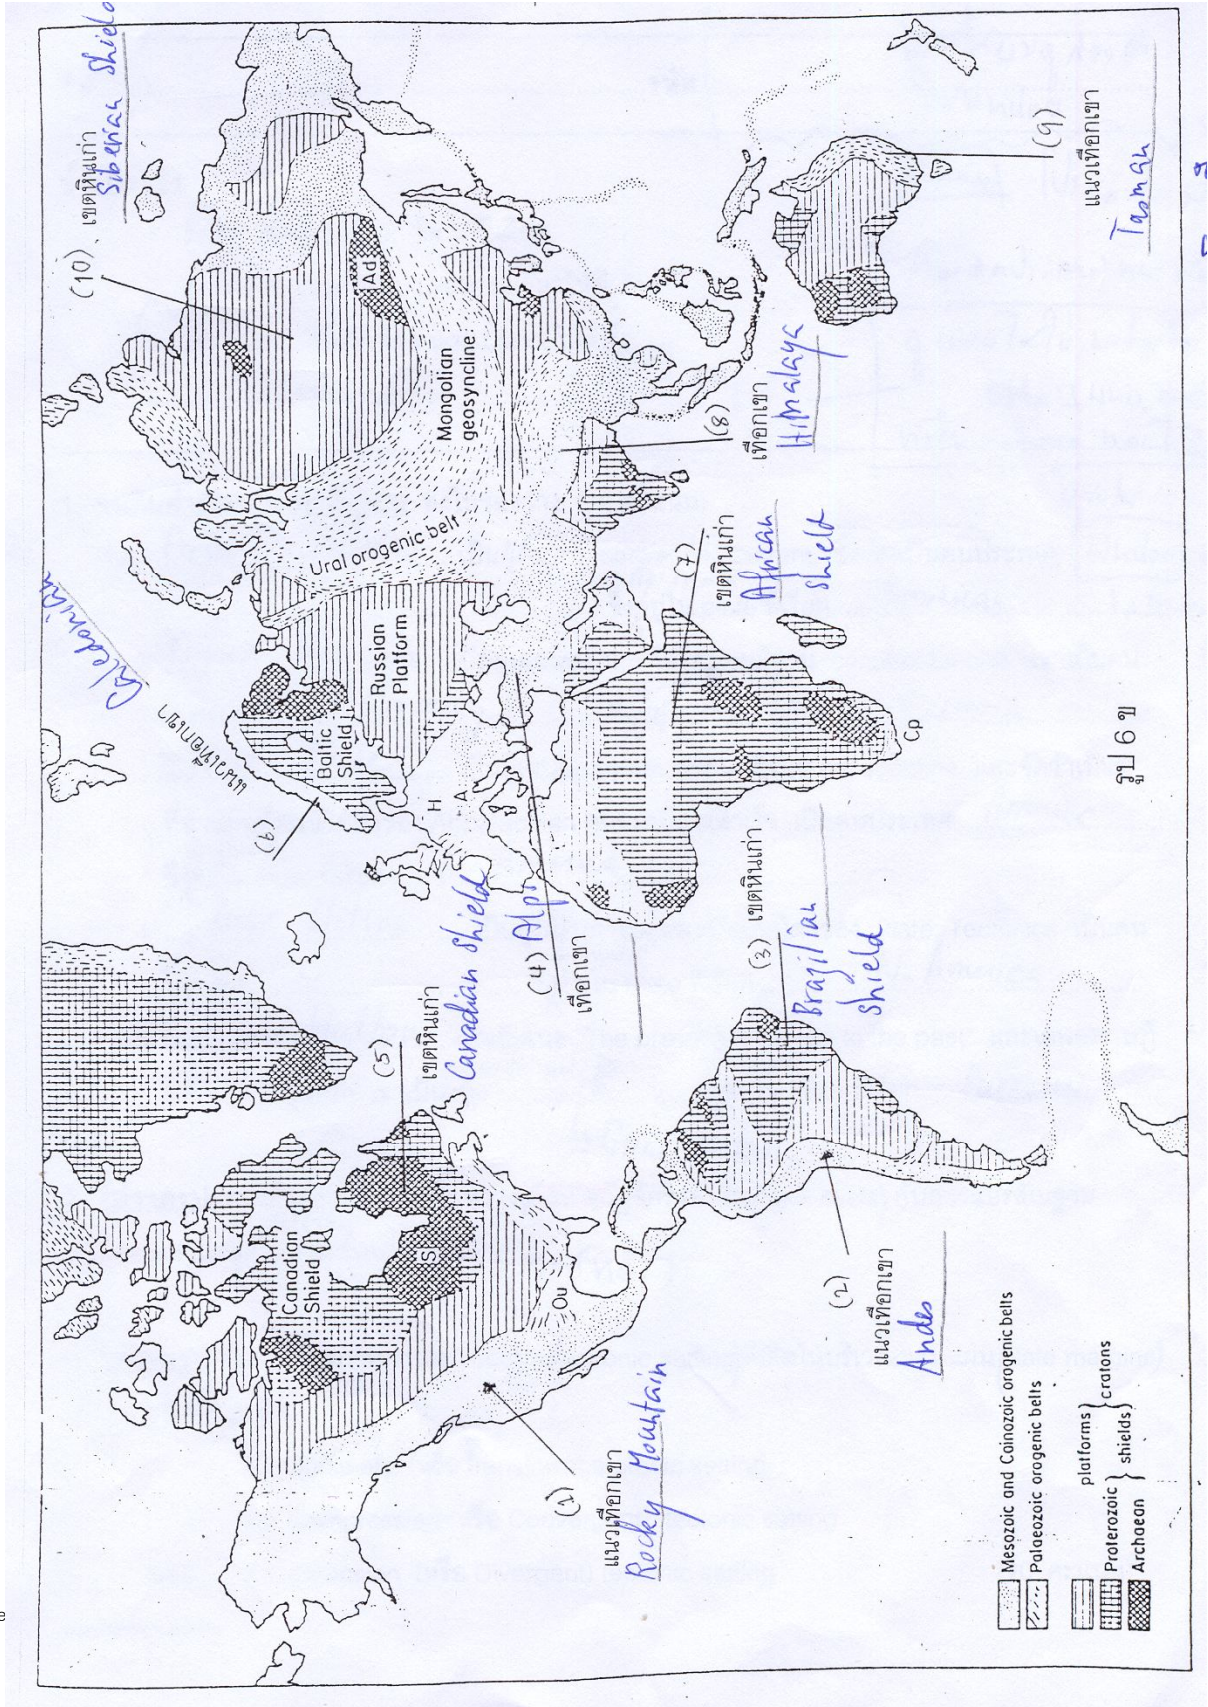 (10). เขตหินเก่า
Siberian Shield
Ad
Mongolian
geosyncline
Ural orogenic belt
Russian
Platform
Baltic
Shield
H
A
(6)
แนวเทือกเขา
Caledonian
(9)
แนวเทือกเขา
Tasman
(8)
เทือกเขา
Himalaya
(7)
เขตหินเก่า
African
Shield
Cp
(4) Alps
เทือกเขา
(5)
เขตหินเก่า
Canadian Shield
(3) เขตหินเก่า
Brazilian
Shield
Canadian
Shield
S
Ou
(1)
แนวเทือกเขา
Rocky Mountain
(2)
แนวเทือกเขา
Andes
รูป 6 ข
Mesozoic and Cainozoic orogenic belts
Palaeozoic orogenic belts
platforms
Proterozoic
Archaean
shields
cratons